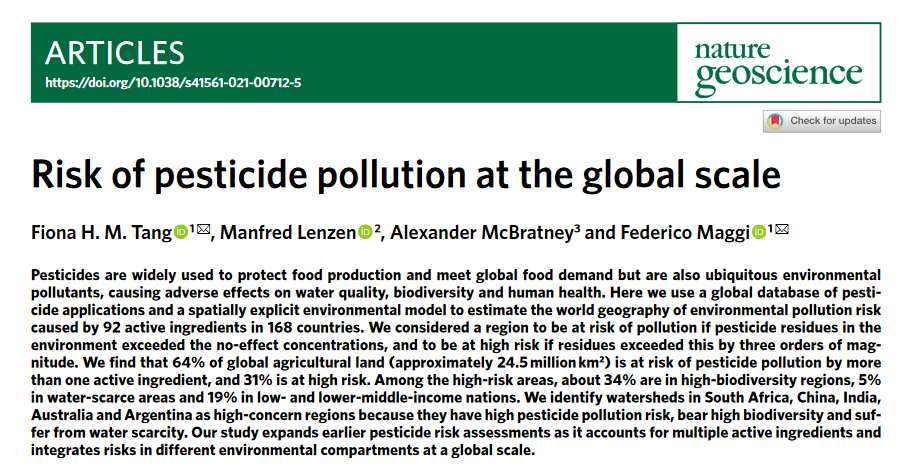 ARTICLES
https://doi.org/10.1038/s41561-021-00712-5
nature
geoscience
Check for updates
Risk of pesticide pollution at the global scale
Fiona H. M. Tang iD 1✉, Manfred Lenzen iD 2, Alexander McBratney3 and Federico Maggi iD 1✉
Pesticides are widely used to protect food production and meet global food demand but are also ubiquitous environmental
pollutants, causing adverse effects on water quality, biodiversity and human health. Here we use a global database of pesti-
cide applications and a spatially explicit environmental model to estimate the world geography of environmental pollution risk
caused by 92 active ingredients in 168 countries. We considered a region to be at risk of pollution if pesticide residues in the
environment exceeded the no-effect concentrations, and to be at high risk if residues exceeded this by three orders of mag-
nitude. We find that 64% of global agricultural land (approximately 24.5 million km²) is at risk of pesticide pollution by more
than one active ingredient, and 31% is at high risk. Among the high-risk areas, about 34% are in high-biodiversity regions, 5%
in water-scarce areas and 19% in low- and lower-middle-income nations. We identify watersheds in South Africa, China, India,
Australia and Argentina as high-concern regions because they have high pesticide pollution risk, bear high biodiversity and suf-
fer from water scarcity. Our study expands earlier pesticide risk assessments as it accounts for multiple active ingredients and
integrates risks in different environmental compartments at a global scale.